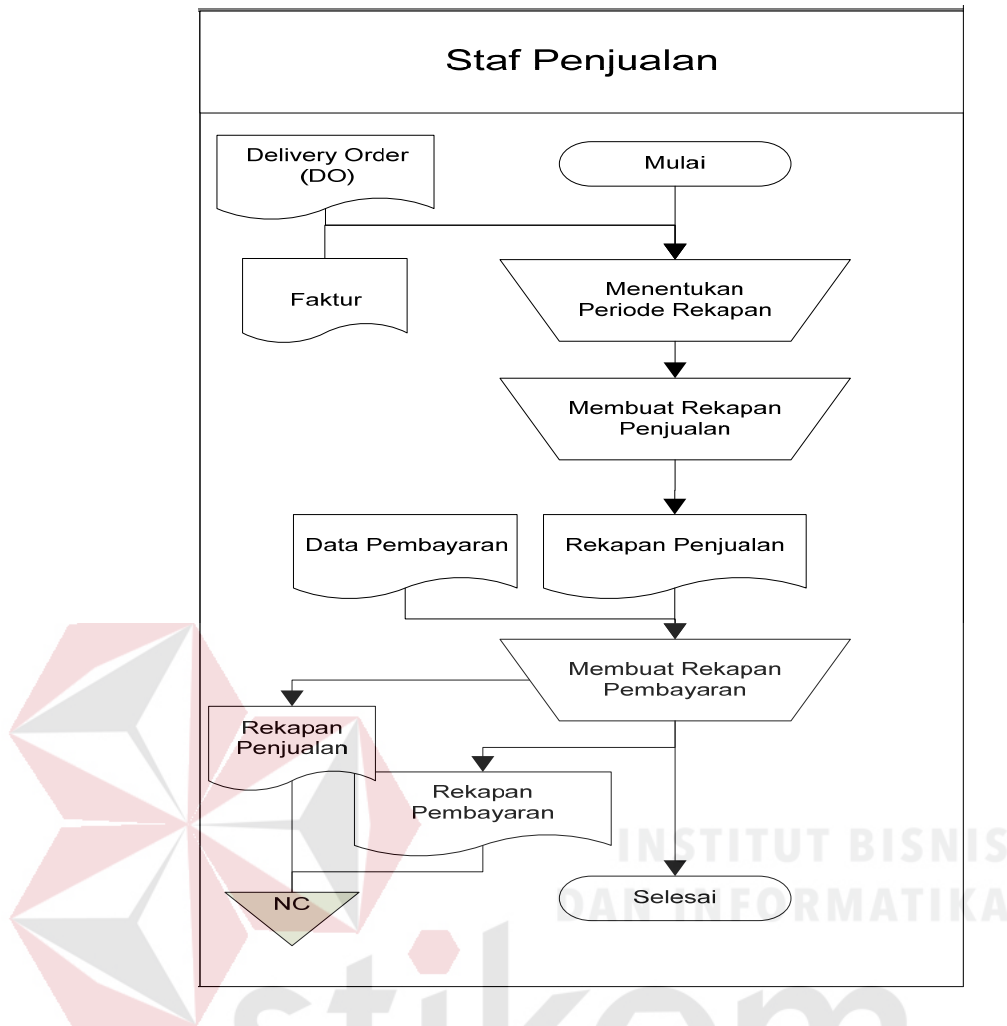 Staf Penjualan
Delivery Order
(DO)
Mulai
Faktur
Menentukan
Periode Rekapan
Membuat Rekapan
Penjualan
Data Pembayaran
Rekapan Penjualan
Membuat Rekapan
Pembayaran
Rekapan
Penjualan
Rekapan
Pembayaran
NC
Selesai
INSTITUT BISNIS
DAN INFORMATIKA
stikom